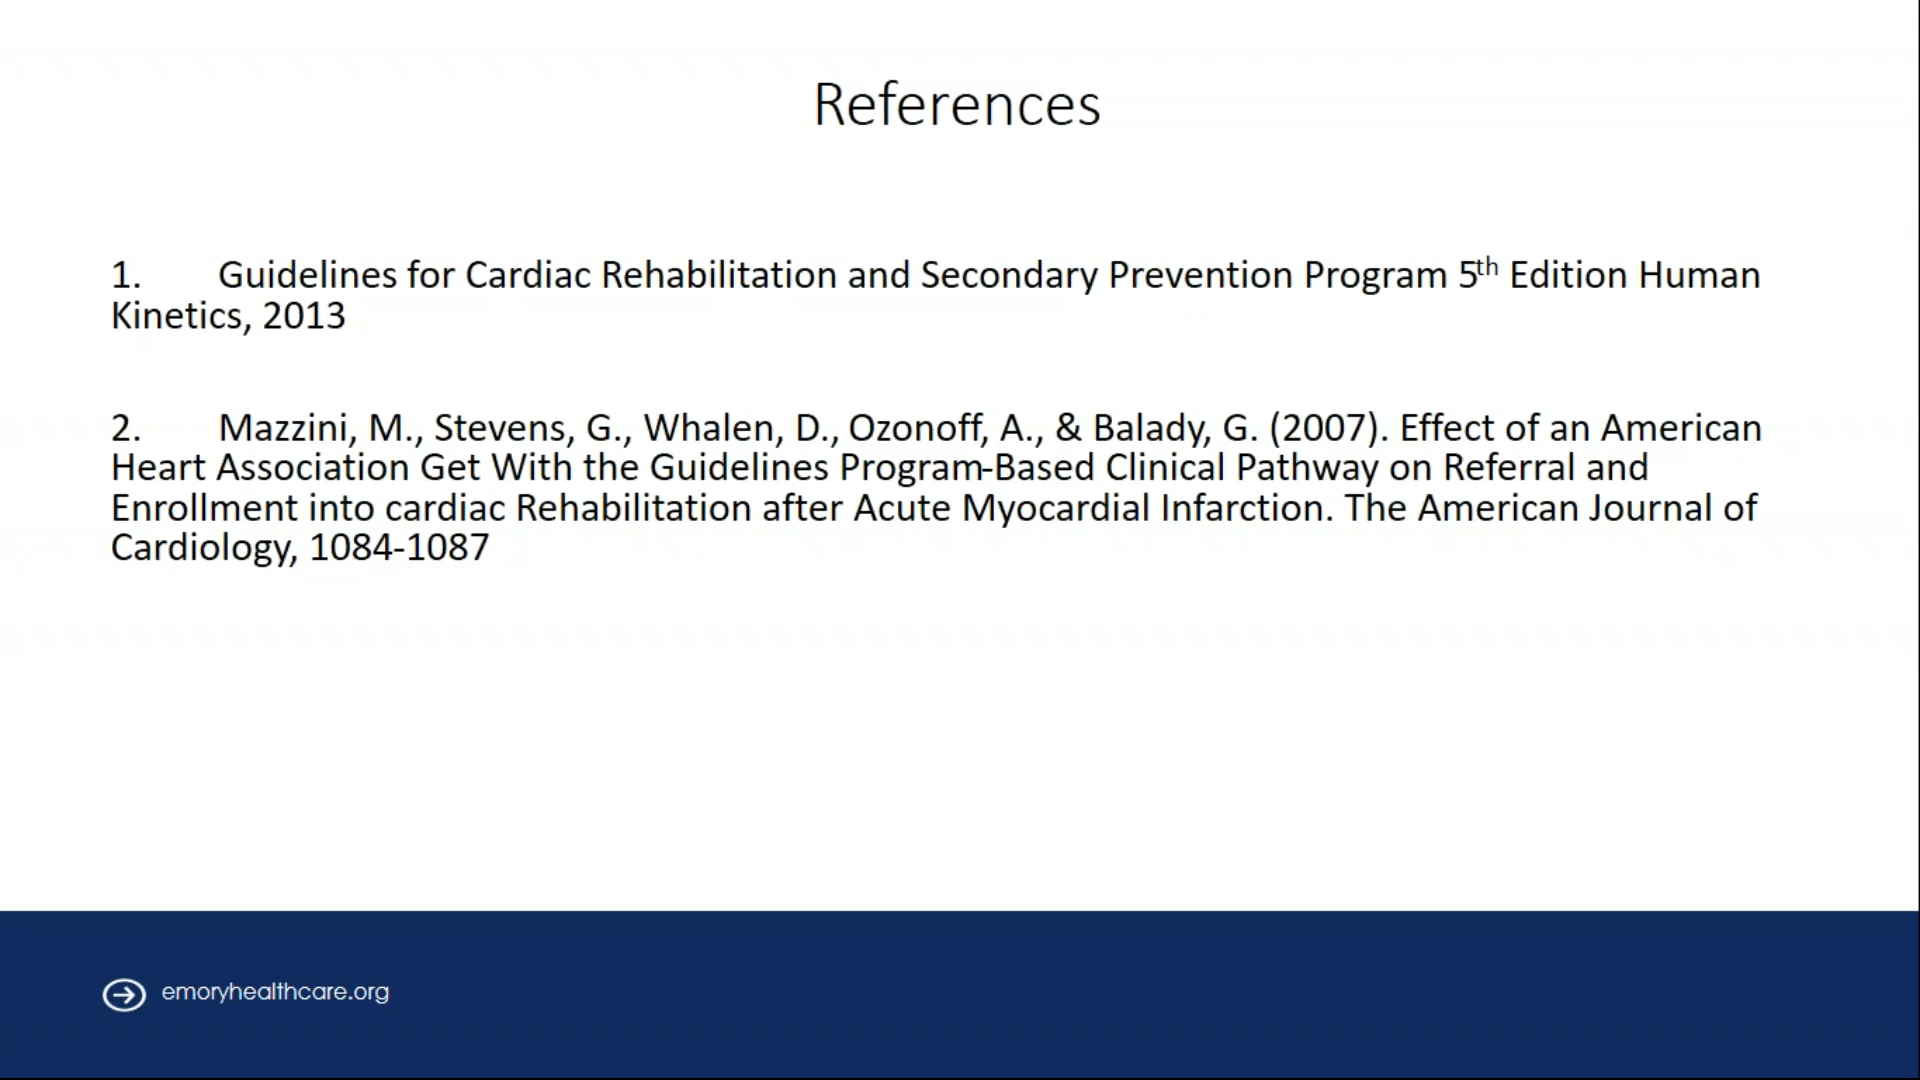 References
1. Guidelines for Cardiac Rehabilitation and Secondary Prevention Program 5th Edition Human
Kinetics, 2013
2. Mazzini, M., Stevens, G., Whalen, D., Ozonoff, A., & Balady, G. (2007). Effect of an American
Heart Association Get With the Guidelines Program-Based Clinical Pathway on Referral and
Enrollment into cardiac Rehabilitation after Acute Myocardial Infarction. The American Journal of
Cardiology, 1084-1087
emoryhealthcare.org